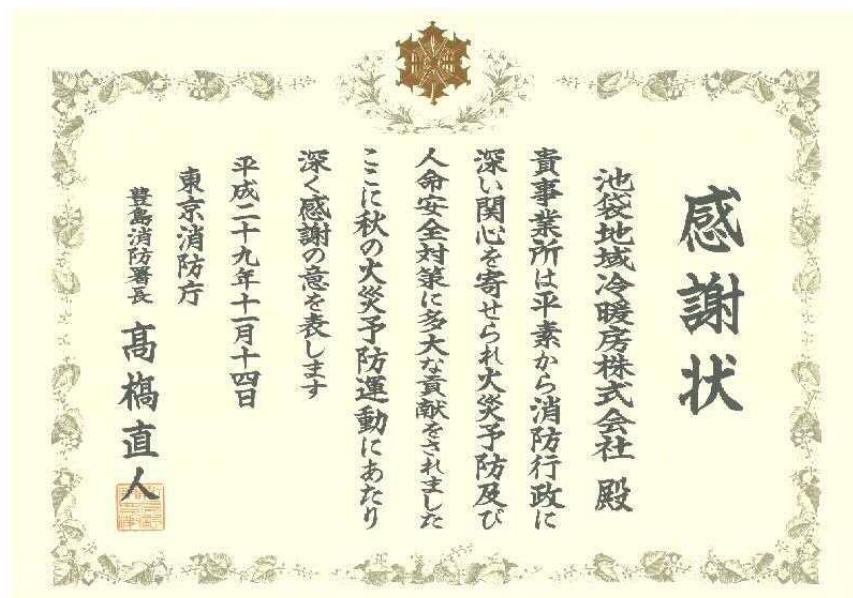 感謝状
池袋地域冷暖房株式会社 殿
貴事業所は平素から消防行政に
深い関心を寄せられ火災予防及び
人命安全対策に多大な貢献をされました
ここに秋の火災予防運動にあたり
深く感謝の意を表します
平成二十九年十一月十四日
東京消防庁
豊島消防署長 髙槗直人